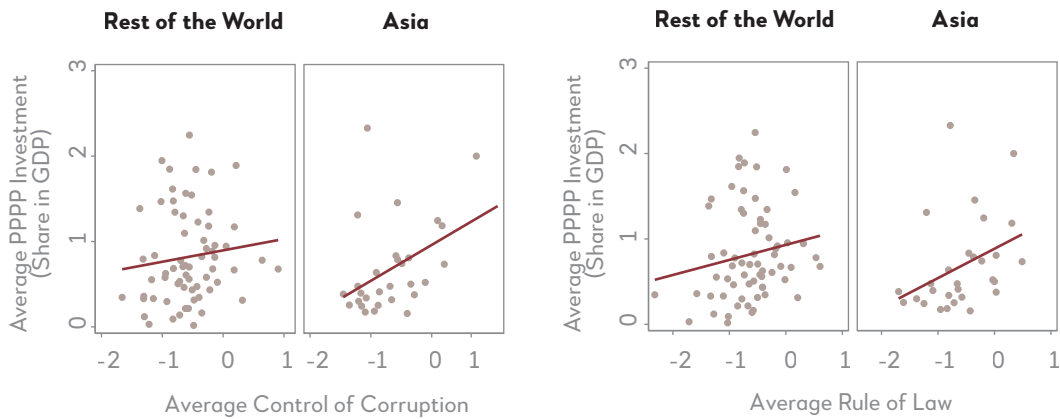 Rest of the World
Asia
Average PPPP Investment
(Share in GDP)
3
2
1
0
-2
-1
0
1
-2
-1
0
1
Average Control of Corruption
Rest of the World
Asia
Average PPPP Investment
(Share in GDP)
3
2
1
0
-2
-1
0
1
-2
-1
0
1
Average Rule of Law